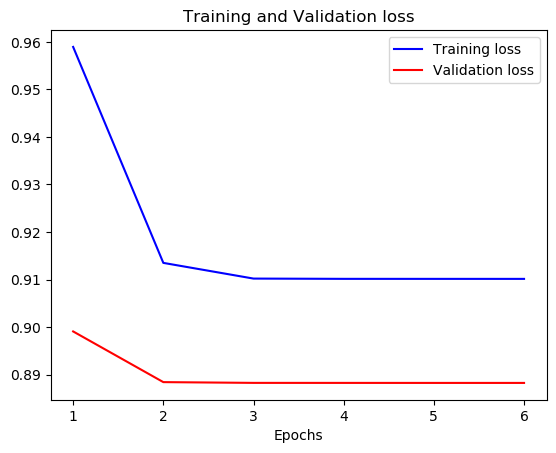 Training and Validation loss
Training loss
Validation loss
0.96
0.95
0.94
0.93
0.92
0.91
0.90
0.89
1 2 3 4 5 6
Epochs